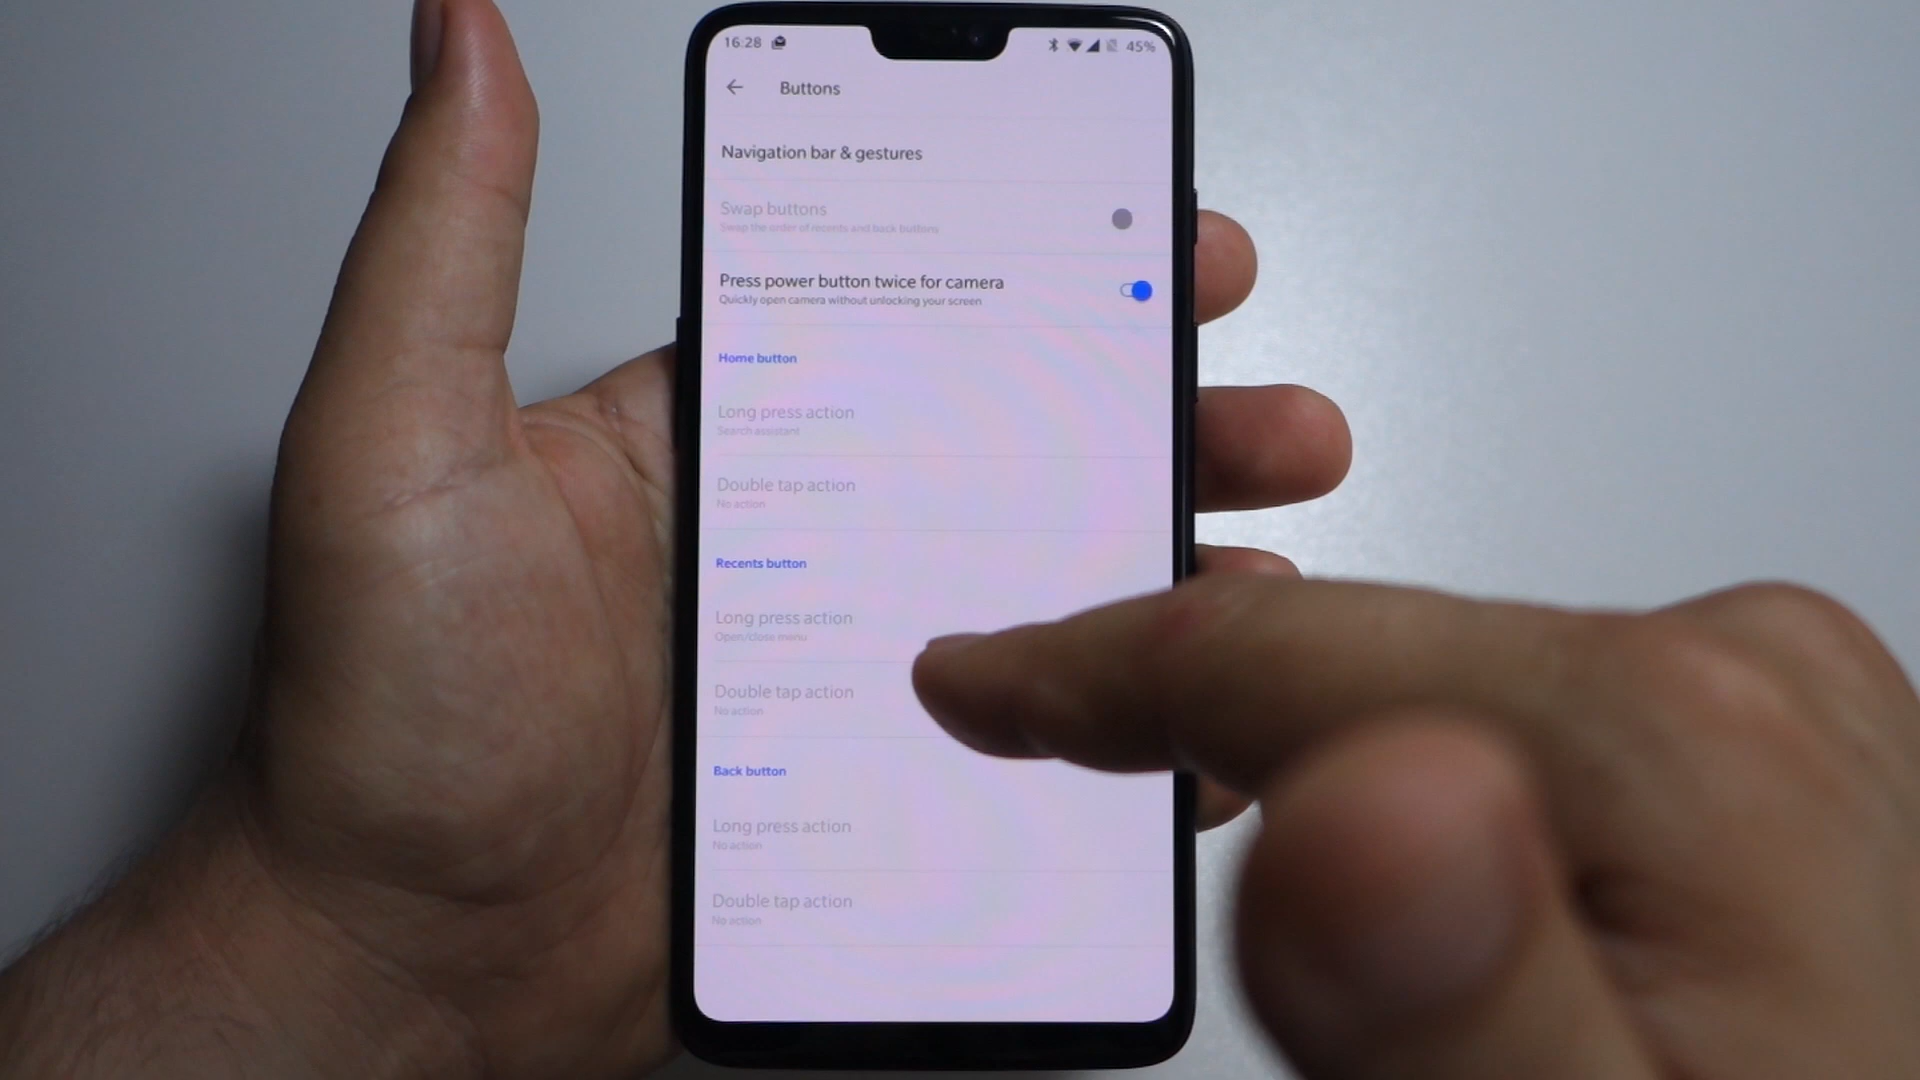 16:28 45%
Buttons
Navigation bar & gestures
Swap buttons
Swap the order of recents and back buttons
Press power button twice for camera
Quickly open camera without unlocking your screen
Home button
Long press action
Search assistant
Double tap action
No action
Recents button
Long press action
Open/close menu
Double tap action
No action
Back button
Long press action
No action
Double tap action
No action